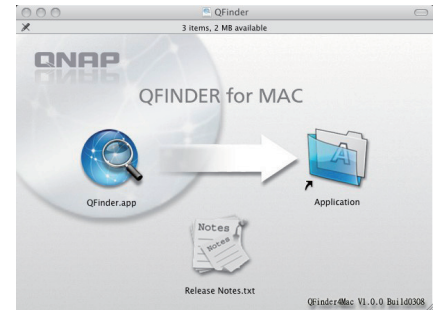 QFinder
3 items, 2 MB available
QNAP
QFINDER for MAC
A
QFinder.app
Application
Notes
Notes
Release Notes.txt
QFinder4Mac V1.0.0 Build0308